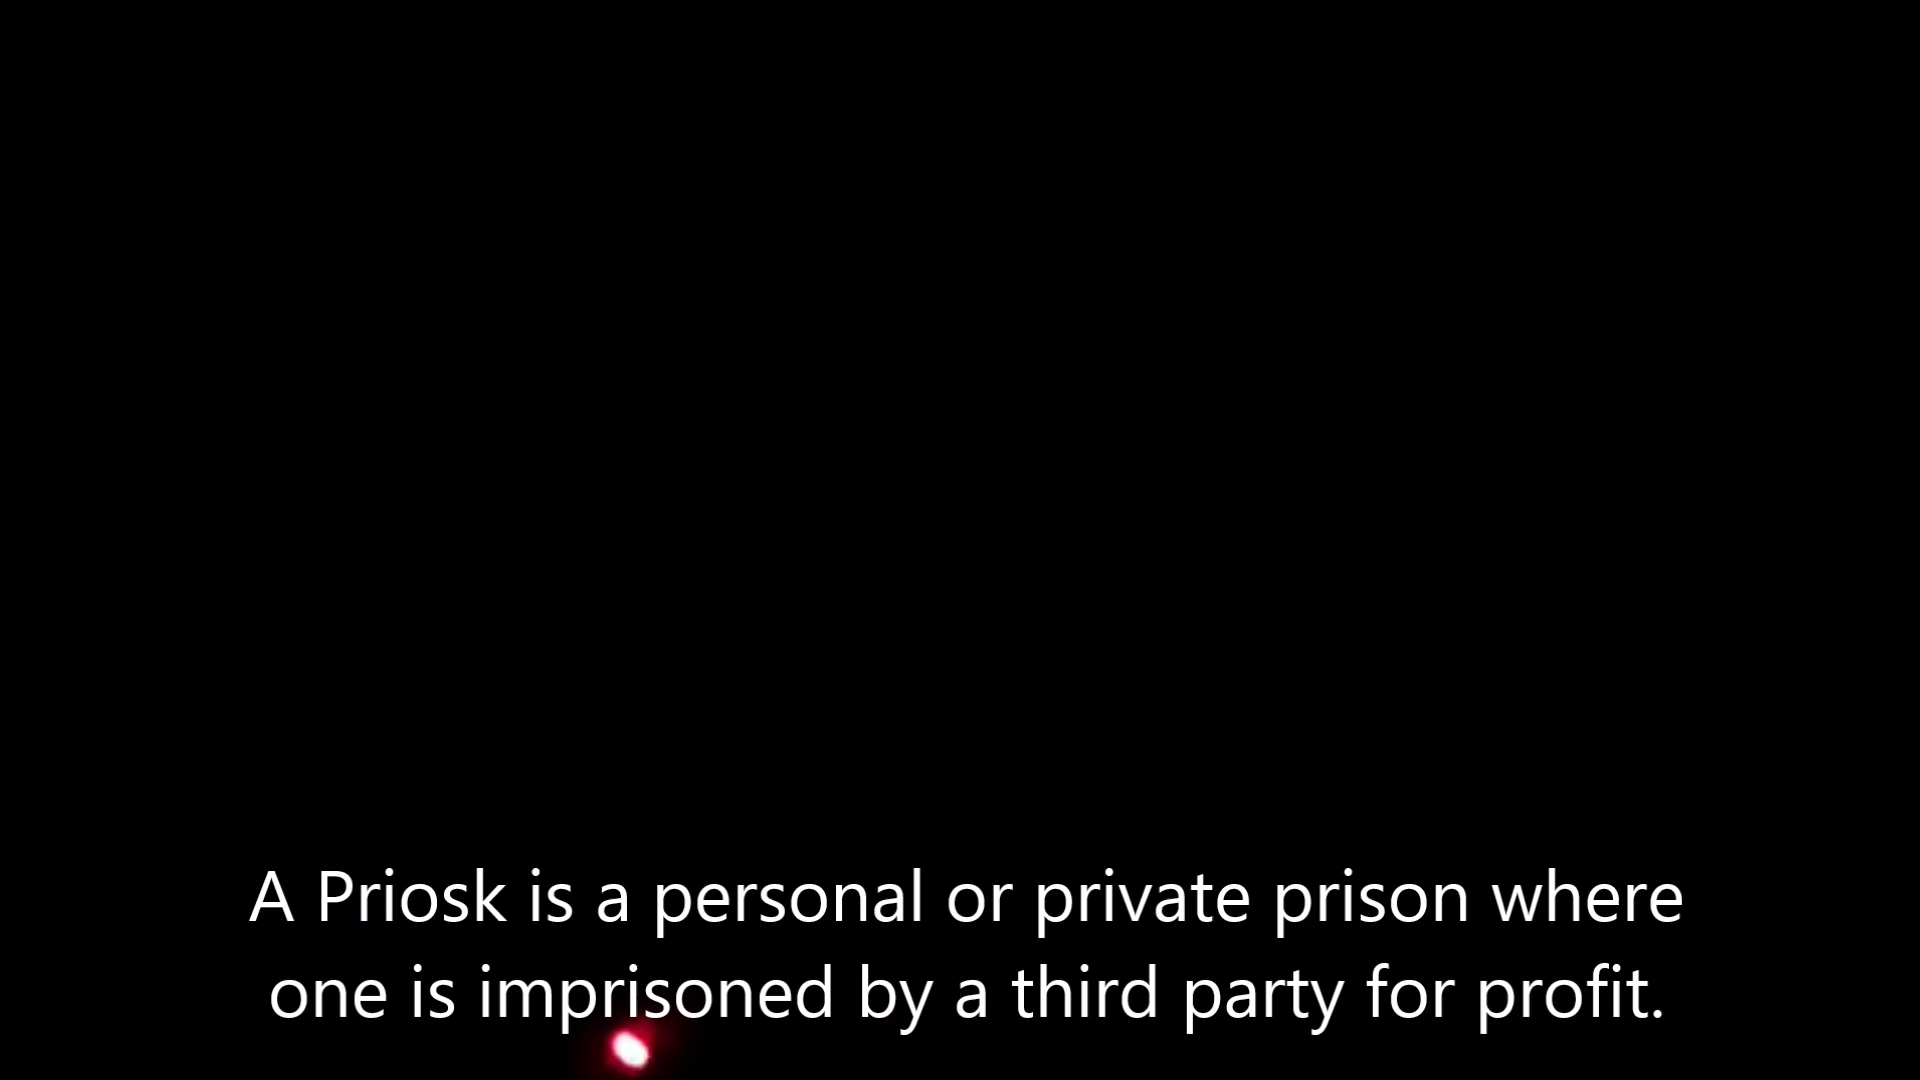 A Priosk is a personal or private prison where
one is imprisoned by a third party for profit.